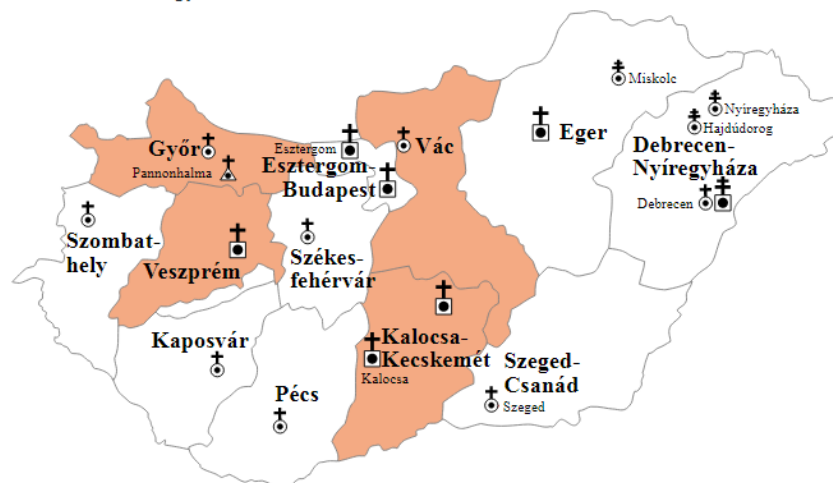 Miskolc
Nyíregyháza
Hajdúdorog
Eger
Debrecen-
Nyíregyháza
Debrecen
Győr
Pannonhalma
Esztergom
Esztergom-
Budapest
Vác
Szombat-
hely
Veszprém
Székes-
fehérvár
Kaposvár
Pécs
Kalocsa-
Kecskemét
Kalocsa
Szeged-
Csanád
Szeged